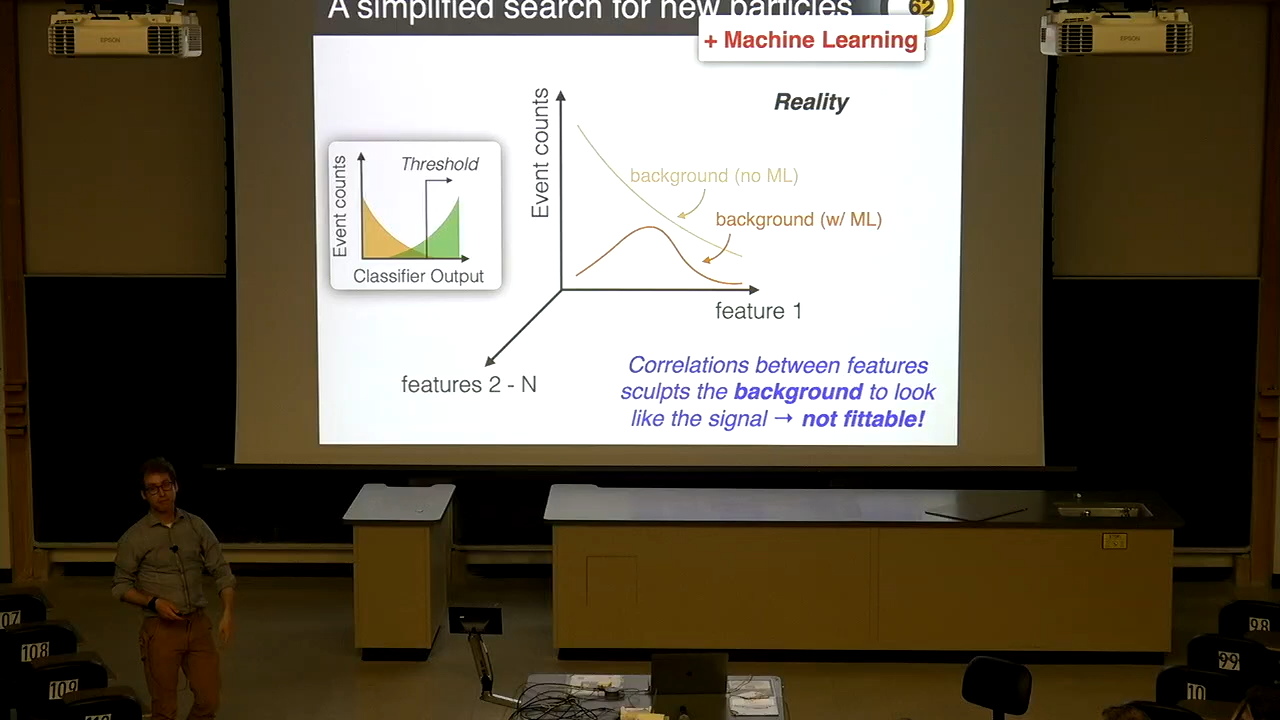 A simplified search for new particles
62
+ Machine Learning
EPSON
EPSON
Reality
Event counts
Event counts
Threshold
Classifier Output
background (no ML)
background (w/ ML)
feature 1
features 2 - N
Correlations between features
sculpts the background to look
like the signal → not fittable!
07
108
109
98
99
10